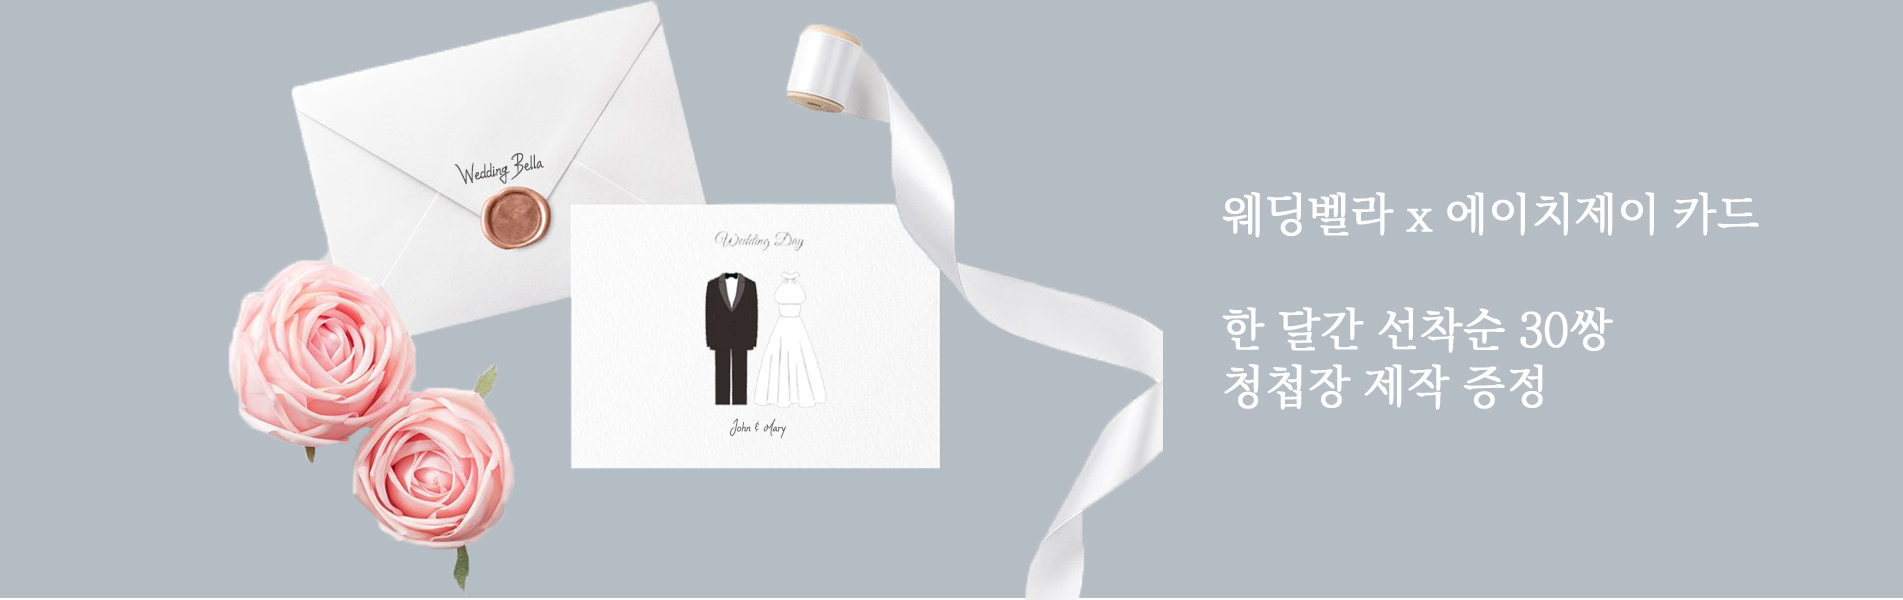 Wedding Bella
Wedding Day
John & Mary
웨딩벨라 x 에이치제이 카드
한 달간 선착순 30쌍
청첩장 제작 증정